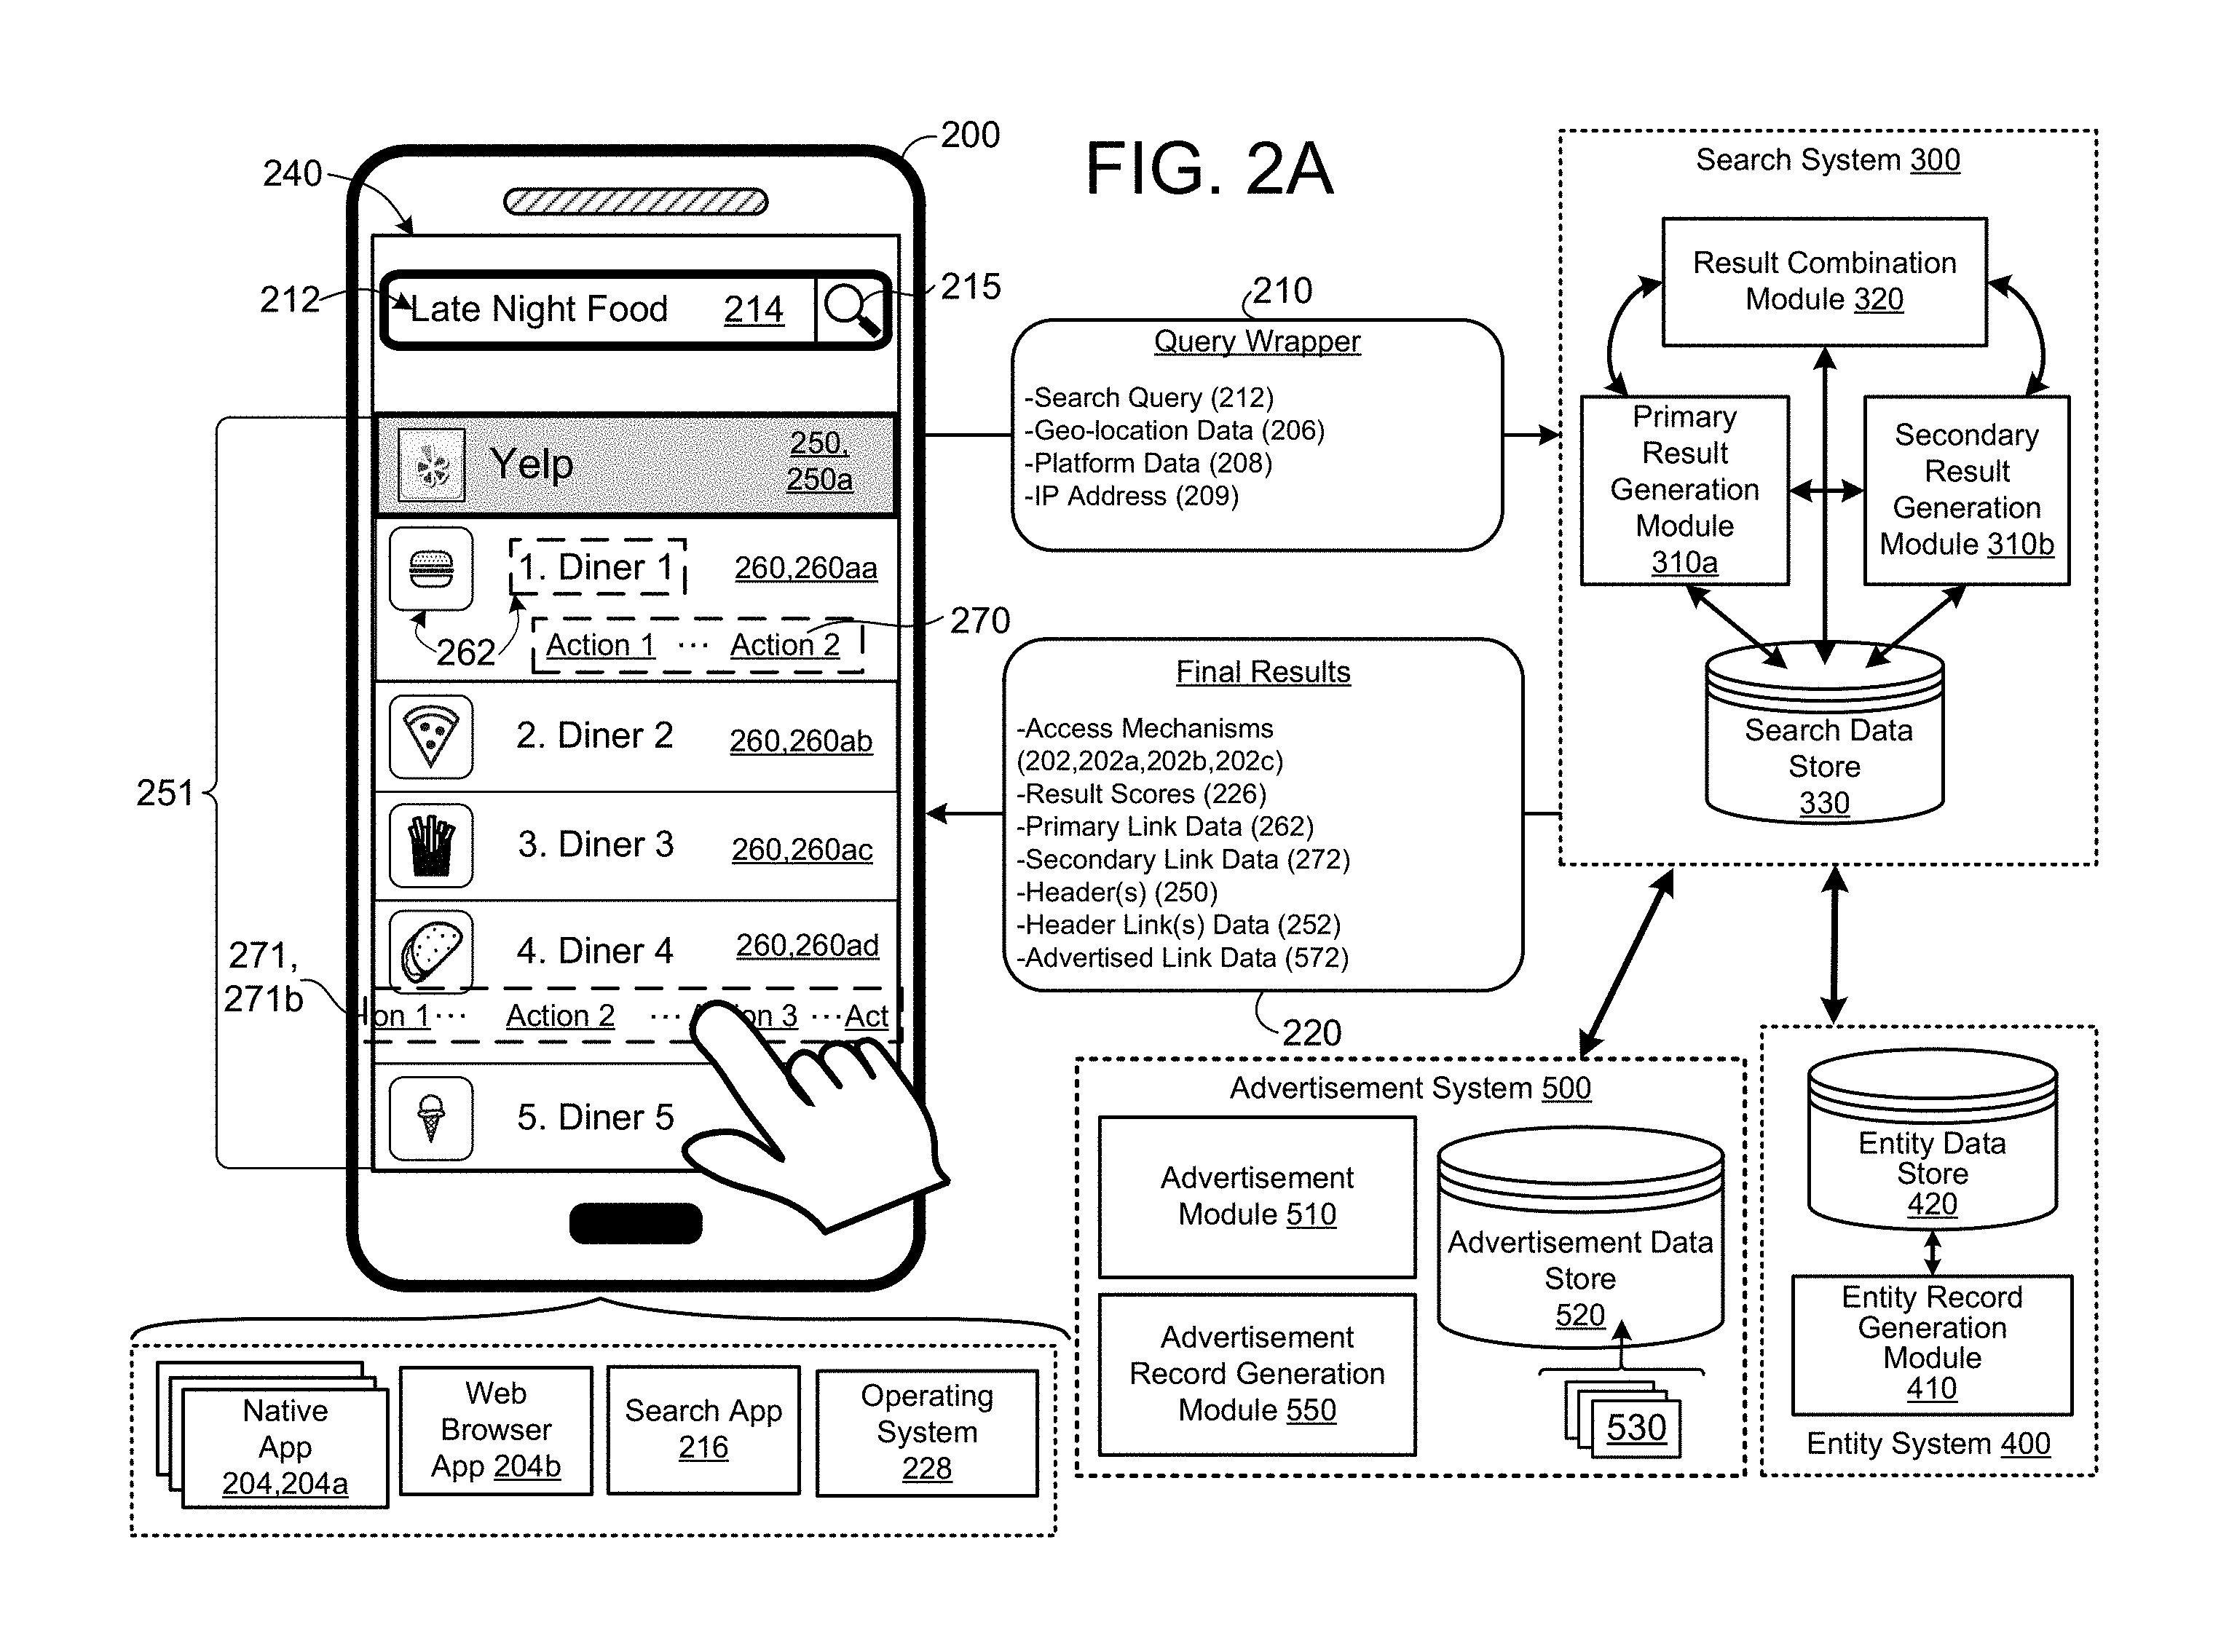 FIG. 2A
200
240
212
Late Night Food 214
215
251
Yelp
250,
250a
1. Diner 1
260,260aa
262
Action 1 ... Action 2
270
2. Diner 2
260,260ab
3. Diner 3
260,260ac
4. Diner 4
260,260ad
271,
271b
on 1 ... Action 2 ... on 3 ... Act
5. Diner 5
Native
App
204,204a
Web
Browser
App 204b
Search App
216
Operating
System
228
210
Query Wrapper
-Search Query (212)
-Geo-location Data (206)
-Platform Data (208)
-IP Address (209)
Final Results
-Access Mechanisms
(202,202a,202b,202c)
-Result Scores (226)
-Primary Link Data (262)
-Secondary Link Data (272)
-Header(s) (250)
-Header Link(s) Data (252)
-Advertised Link Data (572)
220
Search System 300
Result Combination
Module 320
Primary
Result
Generation
Module
310a
Secondary
Result
Generation
Module 310b
Search Data
Store
330
Advertisement System 500
Advertisement
Module 510
Advertisement
Record Generation
Module 550
Advertisement Data
Store
520
530
Entity Data
Store
420
Entity Record
Generation
Module
410
Entity System 400